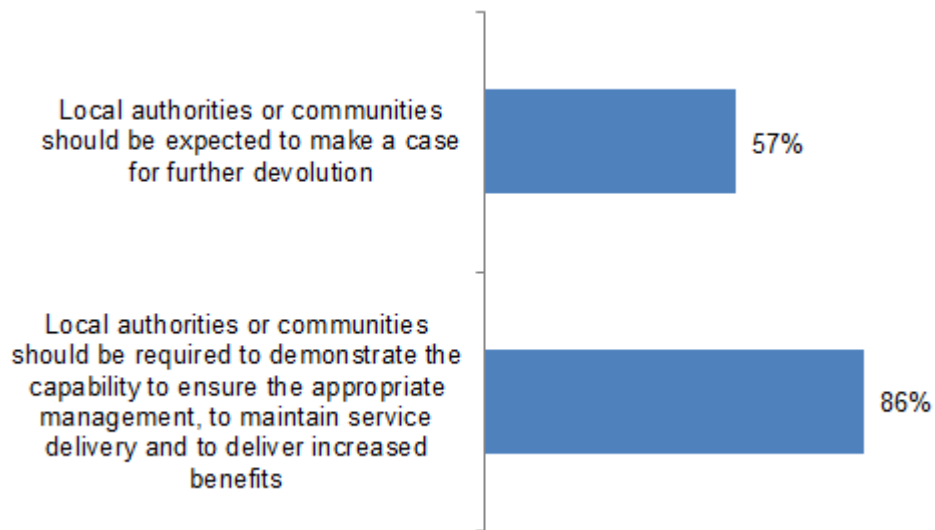 Local authorities or communities
should be expected to make a case
for further devolution
57%
Local authorities or communities
should be required to demonstrate the
capability to ensure the appropriate
management, to maintain service
delivery and to deliver increased
benefits
86%